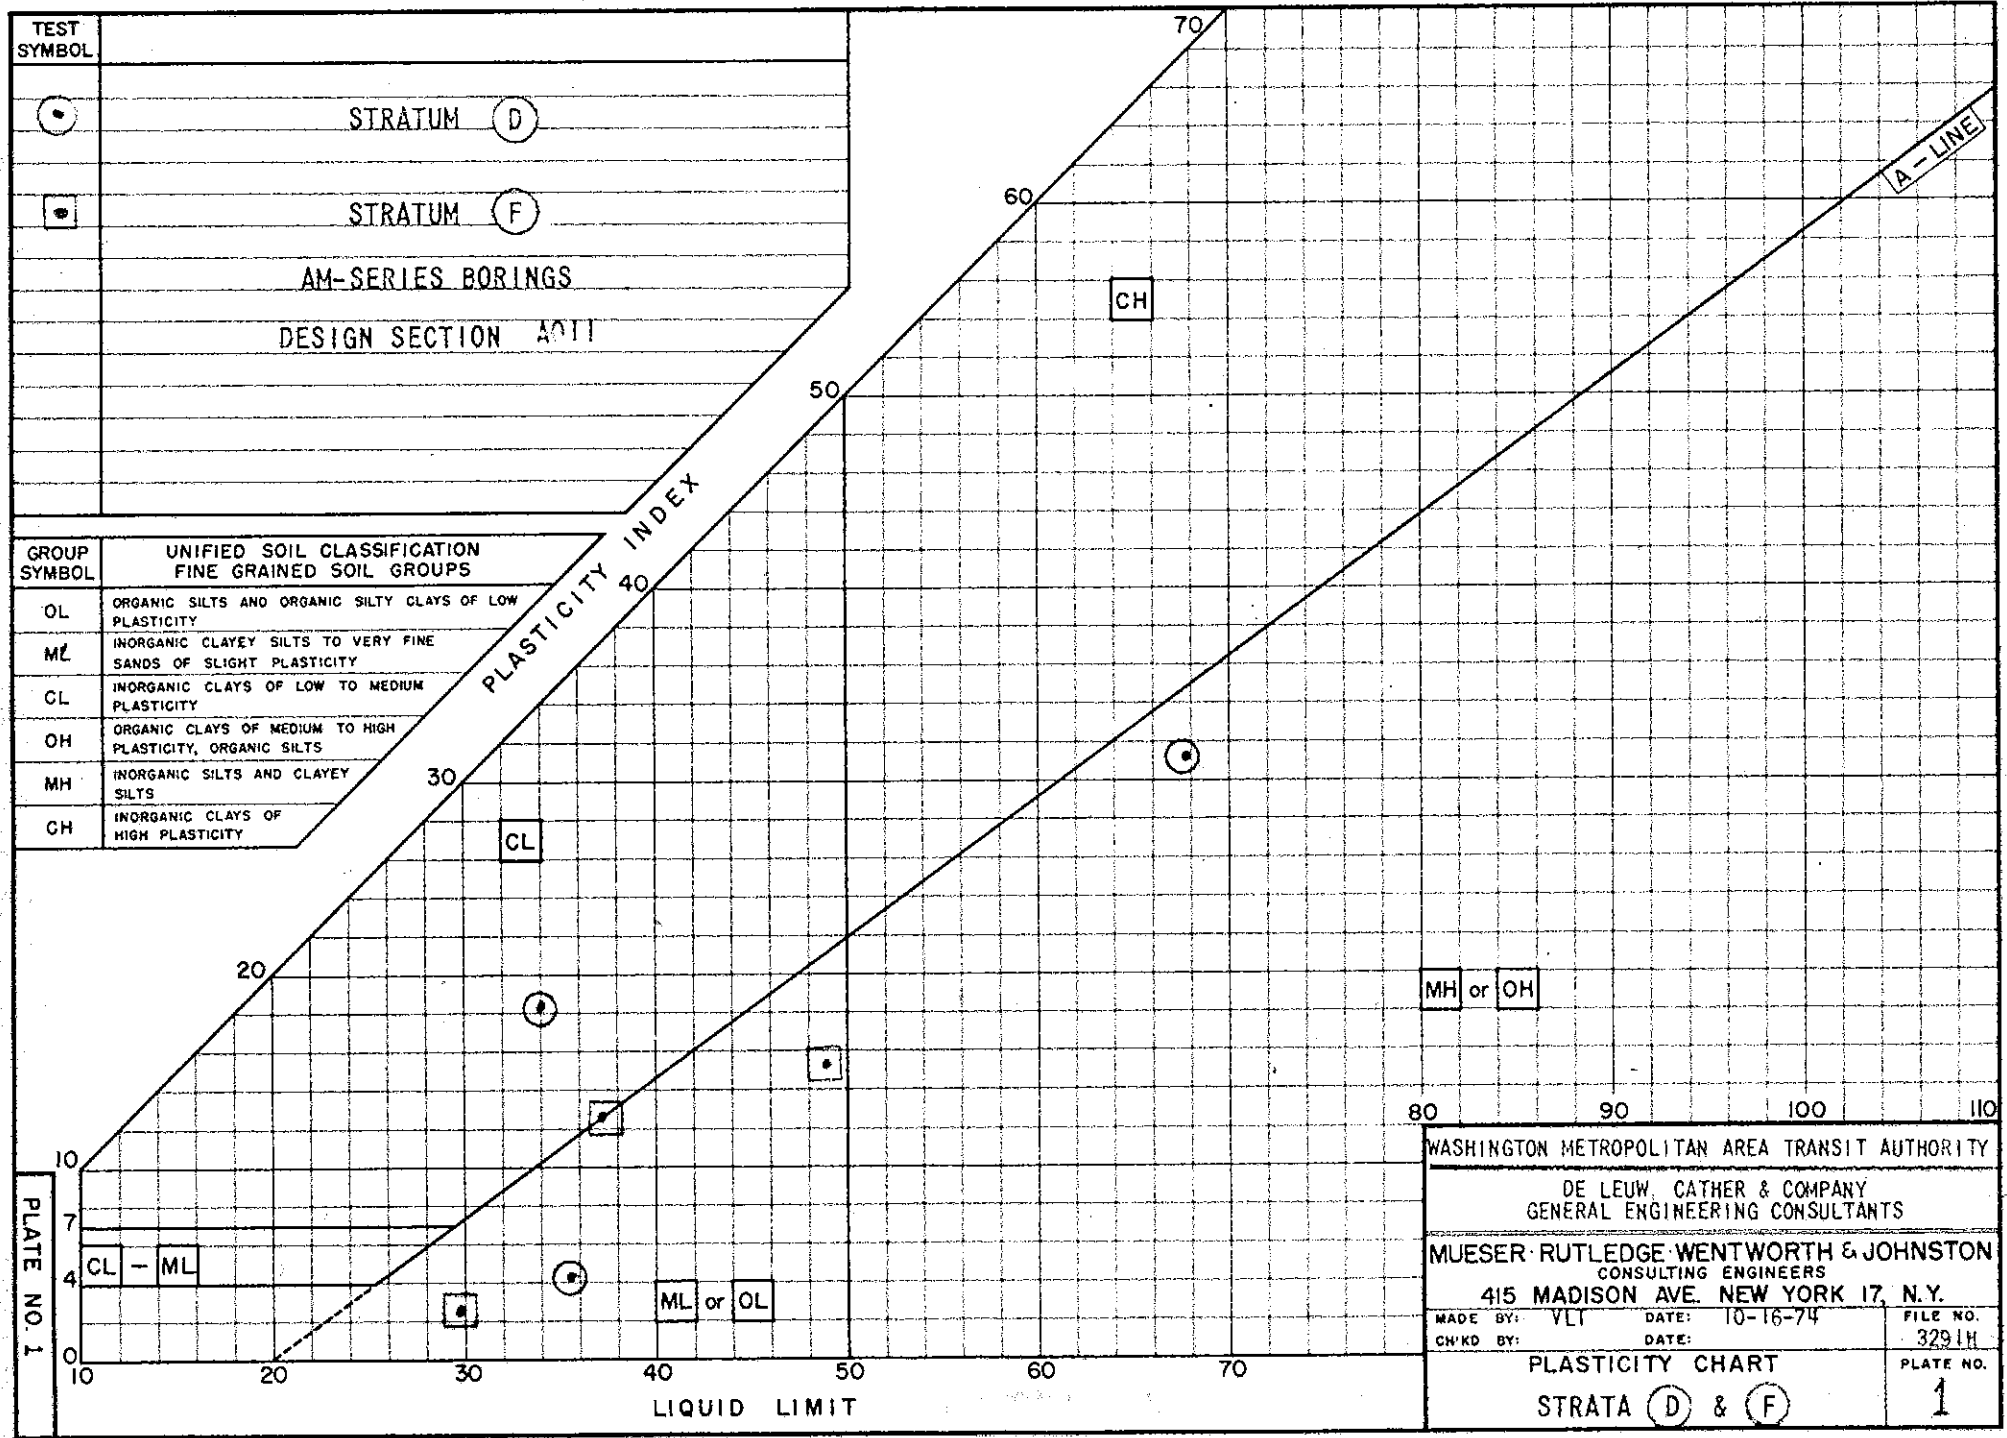 TEST
SYMBOL
STRATUM D
STRATUM F
AM-SERIES BORINGS
DESIGN SECTION A011
GROUP
SYMBOL
UNIFIED SOIL CLASSIFICATION
FINE GRAINED SOIL GROUPS
OL
ORGANIC SILTS AND ORGANIC SILTY CLAYS OF LOW
PLASTICITY
ML
INORGANIC CLAYEY SILTS TO VERY FINE
SANDS OF SLIGHT PLASTICITY
CL
INORGANIC CLAYS OF LOW TO MEDIUM
PLASTICITY
OH
ORGANIC CLAYS OF MEDIUM TO HIGH
PLASTICITY, ORGANIC SILTS
MH
INORGANIC SILTS AND CLAYEY
SILTS
CH
INORGANIC CLAYS OF
HIGH PLASTICITY
PLASTICITY INDEX
70
60
50
40
30
20
10
7
4
0
A-LINE
CH
CL
MH or OH
CL - ML
ML or OL
10 20 30 40 50 60 70
80 90 100 110
LIQUID LIMIT
PLATE NO. 1
WASHINGTON METROPOLITAN AREA TRANSIT AUTHORITY
DE LEUW, CATHER & COMPANY
GENERAL ENGINEERING CONSULTANTS
MUESER·RUTLEDGE·WENTWORTH & JOHNSTON
CONSULTING ENGINEERS
415 MADISON AVE. NEW YORK 17, N.Y.
MADE BY: VLT DATE: 10-16-74
CH'KD BY: DATE:
FILE NO.
3291H
PLASTICITY CHART
STRATA D & F
PLATE NO.
1